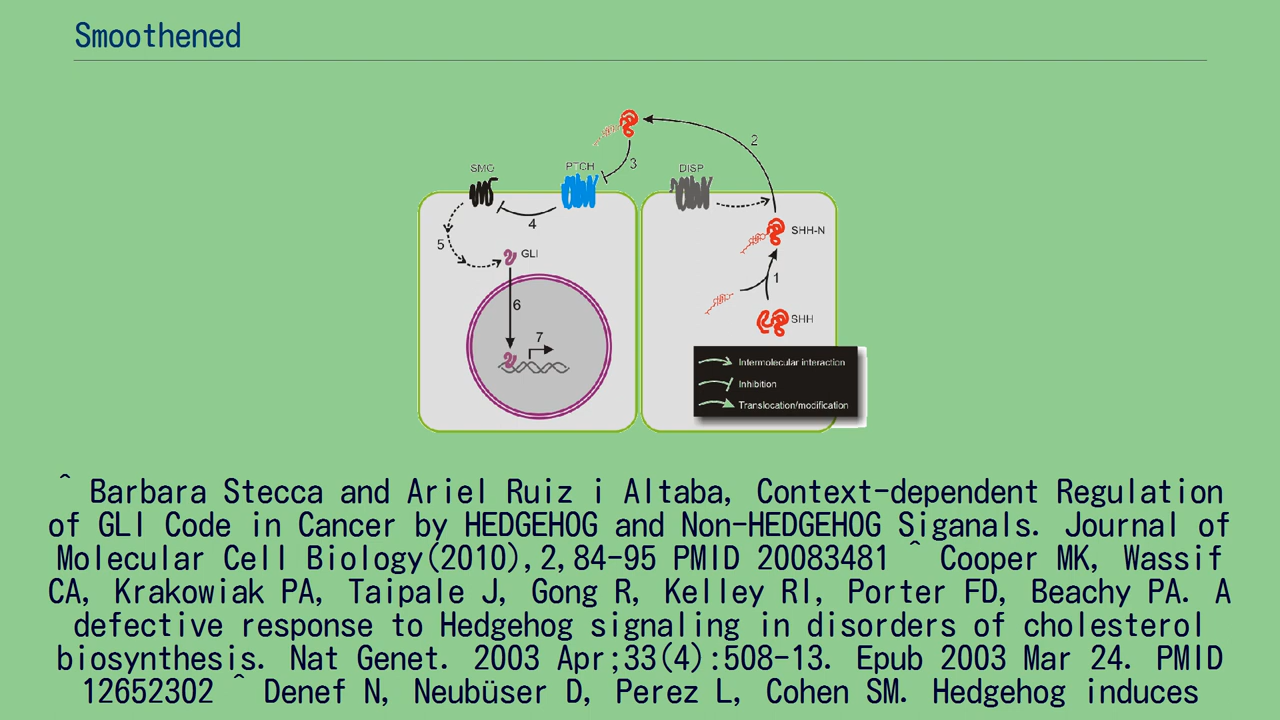 Smoothened
2
SMO
PTCH
3
DISP
4
5
GLI
SHH-N
1
6
SHH
7
Intermolecular interaction
Inhibition
Translocation/modification
^ Barbara Stecca and Ariel Ruiz i Altaba, Context-dependent Regulation
of GLI Code in Cancer by HEDGEHOG and Non-HEDGEHOG Siganals. Journal of
Molecular Cell Biology(2010),2,84-95 PMID 20083481 ^ Cooper MK, Wassif
CA, Krakowiak PA, Taipale J, Gong R, Kelley RI, Porter FD, Beachy PA. A
defective response to Hedgehog signaling in disorders of cholesterol
biosynthesis. Nat Genet. 2003 Apr;33(4):508-13. Epub 2003 Mar 24. PMID
12652302 ^ Denef N, Neubüser D, Perez L, Cohen SM. Hedgehog induces